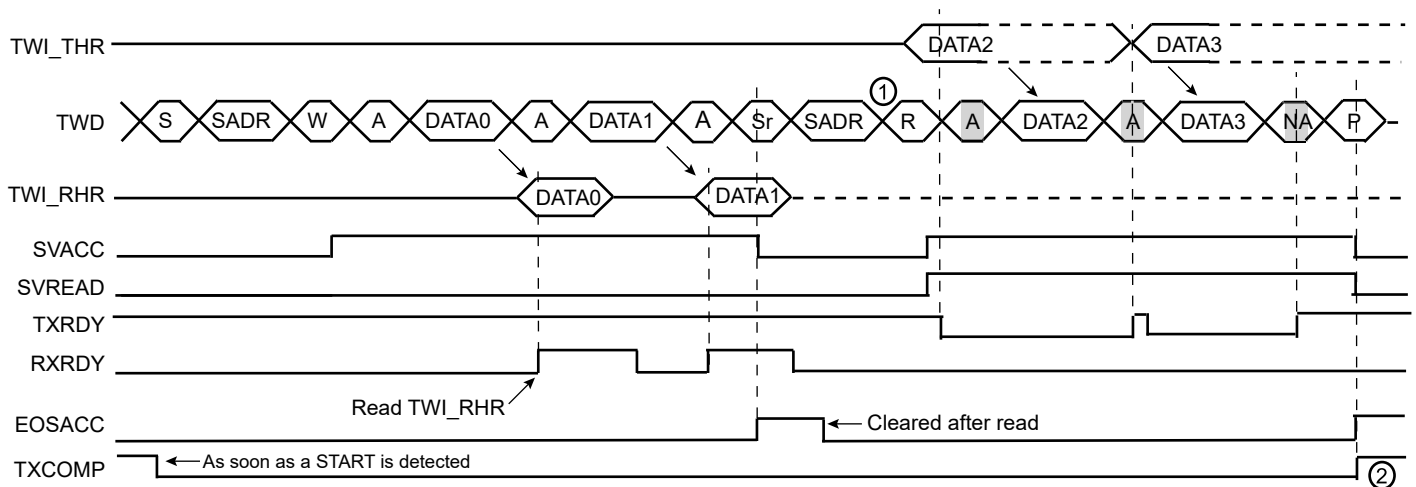 TWI_THR DATA2 DATA3
①
TWD S SADR W A DATA0 A DATA1 A Sr SADR R A DATA2 A DATA3 NA P
TWI_RHR DATA0 DATA1
SVACC
SVREAD
TXRDY
RXRDY
Read TWI_RHR
EOSACC Cleared after read
TXCOMP As soon as a START is detected ②